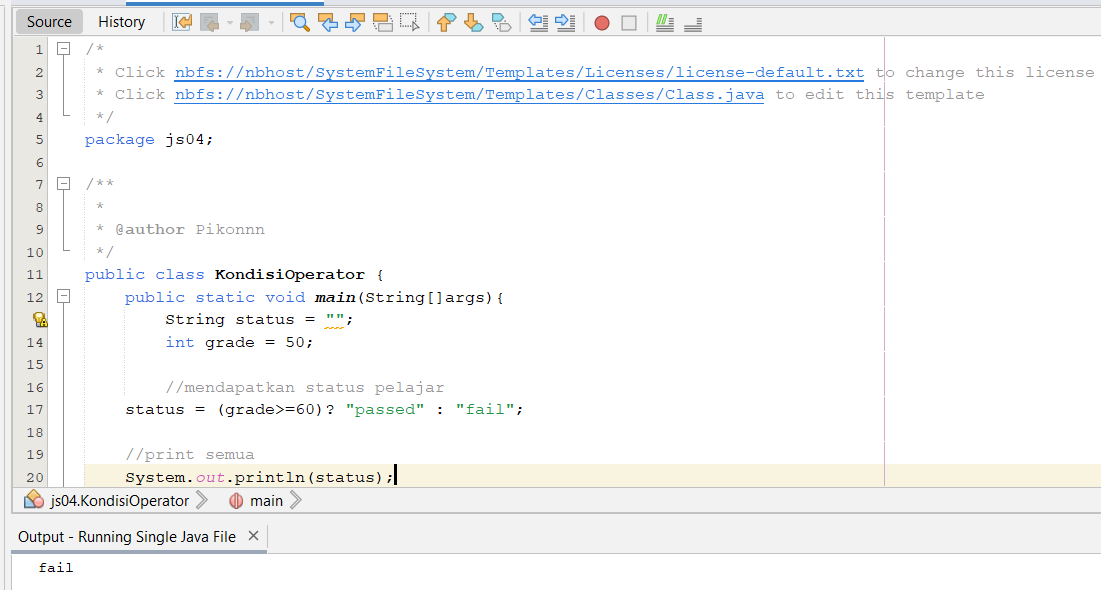 Source History
1 /*
2 * Click nbfs://nbhost/SystemFileSystem/Templates/Licenses/license-default.txt to change this license
3 * Click nbfs://nbhost/SystemFileSystem/Templates/Classes/Class.java to edit this template
4 */
5 package js04;
6
7 /**
8 *
9 * @author Pikonnn
10 */
11 public class KondisiOperator {
12 public static void main(String[]args){
String status = "";
14 int grade = 50;
15
16 //mendapatkan status pelajar
17 status = (grade>=60)? "passed" : "fail";
18
19 //print semua
20 System.out.println(status);
js04.KondisiOperator main
Output - Running Single Java File
fail